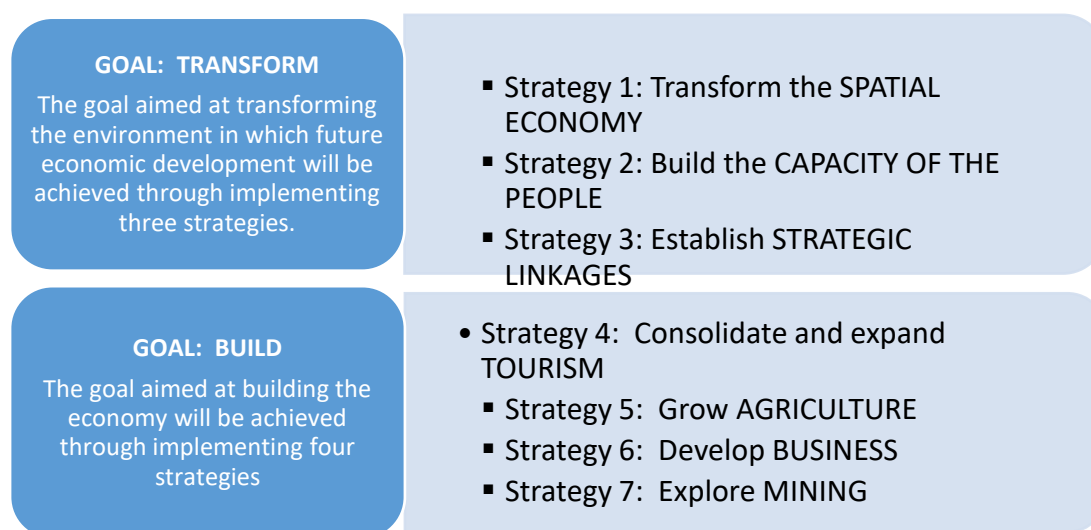 GOAL:  TRANSFORM
The goal aimed at transforming
the environment in which future
economic development will be
achieved through implementing
three strategies.
▪ Strategy 1: Transform the SPATIAL
ECONOMY
▪ Strategy 2: Build the CAPACITY OF THE
PEOPLE
▪ Strategy 3: Establish STRATEGIC
LINKAGES
GOAL:  BUILD
The goal aimed at building the
economy will be achieved
through implementing four
strategies
• Strategy 4:  Consolidate and expand
TOURISM
▪ Strategy 5:  Grow AGRICULTURE
▪ Strategy 6:  Develop BUSINESS
▪ Strategy 7:  Explore MINING